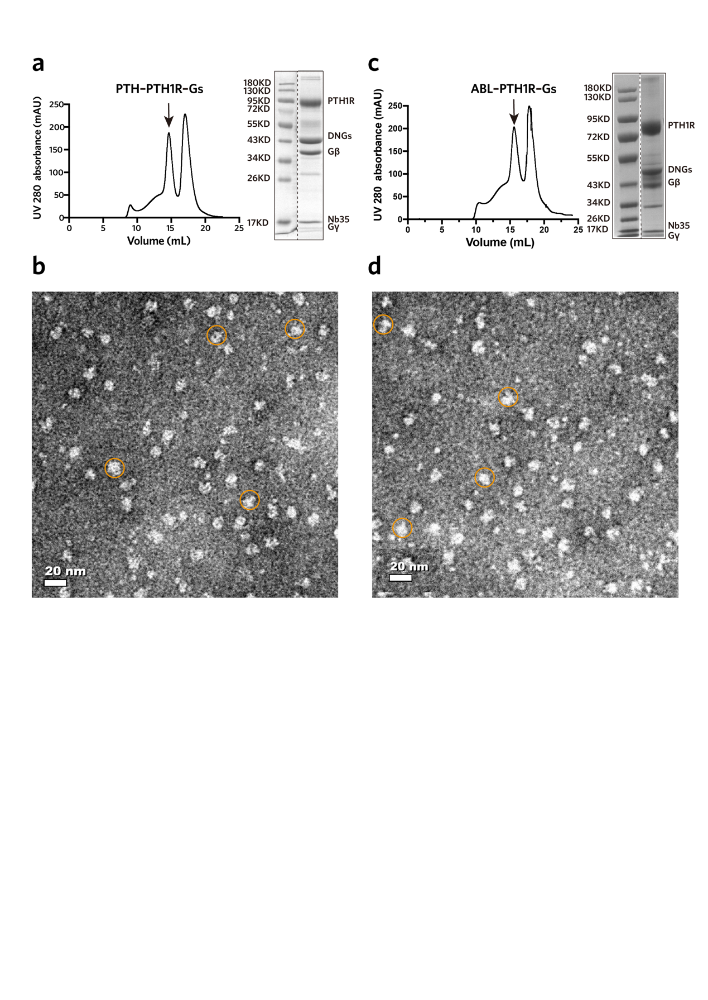 a
PTH-PTH1R-Gs
UV 280 absorbance (mAU)
250
200
150
100
50
0
0 5 10 15 20 25
Volume (mL)
180KD
130KD
95KD
72KD
55KD
43KD
34KD
26KD
17KD
PTH1R
DNGs
Gβ
Nb35
Gγ
c
ABL-PTH1R-Gs
UV 280 absorbance (mAU)
250
200
150
100
50
0
0 5 10 15 20 25
Volume (mL)
180KD
130KD
95KD
72KD
55KD
43KD
34KD
26KD
17KD
PTH1R
DNGs
Gβ
Nb35
Gγ
b
20 nm
d
20 nm